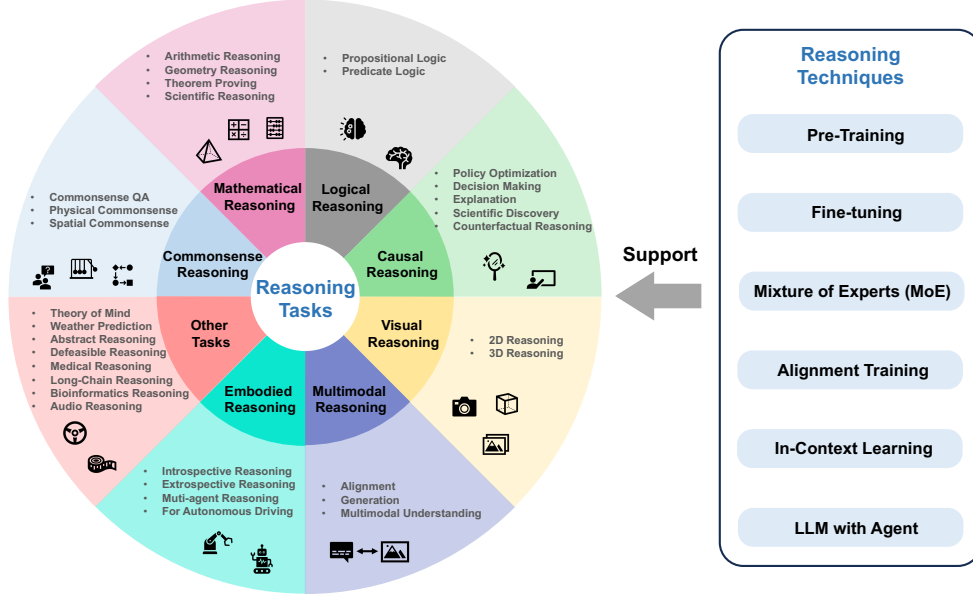 Arithmetic Reasoning
Geometry Reasoning
Theorem Proving
Scientific Reasoning
Mathematical
Reasoning
Propositional Logic
Predicate Logic
Logical
Reasoning
Policy Optimization
Decision Making
Explanation
Scientific Discovery
Counterfactual Reasoning
Causal
Reasoning
2D Reasoning
3D Reasoning
Visual
Reasoning
Alignment
Generation
Multimodal Understanding
Multimodal
Reasoning
Introspective Reasoning
Extrospective Reasoning
Muti-agent Reasoning
For Autonomous Driving
Embodied
Reasoning
Theory of Mind
Weather Prediction
Abstract Reasoning
Defeasible Reasoning
Medical Reasoning
Long-Chain Reasoning
Bioinformatics Reasoning
Audio Reasoning
Other
Tasks
Commonsense QA
Physical Commonsense
Spatial Commonsense
Commonsense
Reasoning
?
Reasoning
Tasks
Support
Reasoning
Techniques
Pre-Training
Fine-tuning
Mixture of Experts (MoE)
Alignment Training
In-Context Learning
LLM with Agent